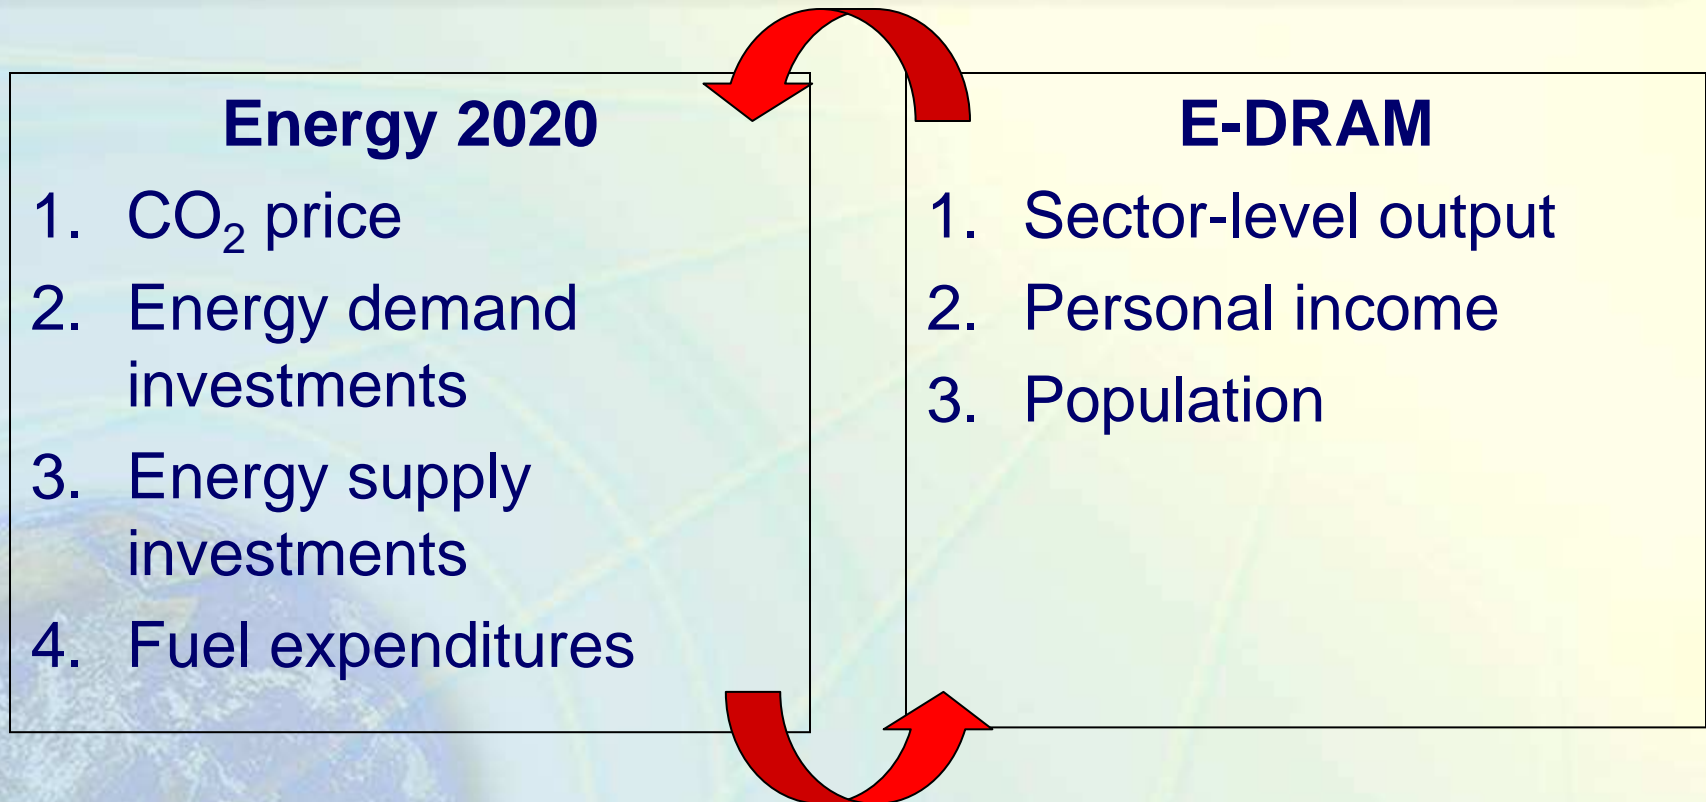 Energy 2020
1. CO₂ price
2. Energy demand
investments
3. Energy supply
investments
4. Fuel expenditures
E-DRAM
1. Sector-level output
2. Personal income
3. Population